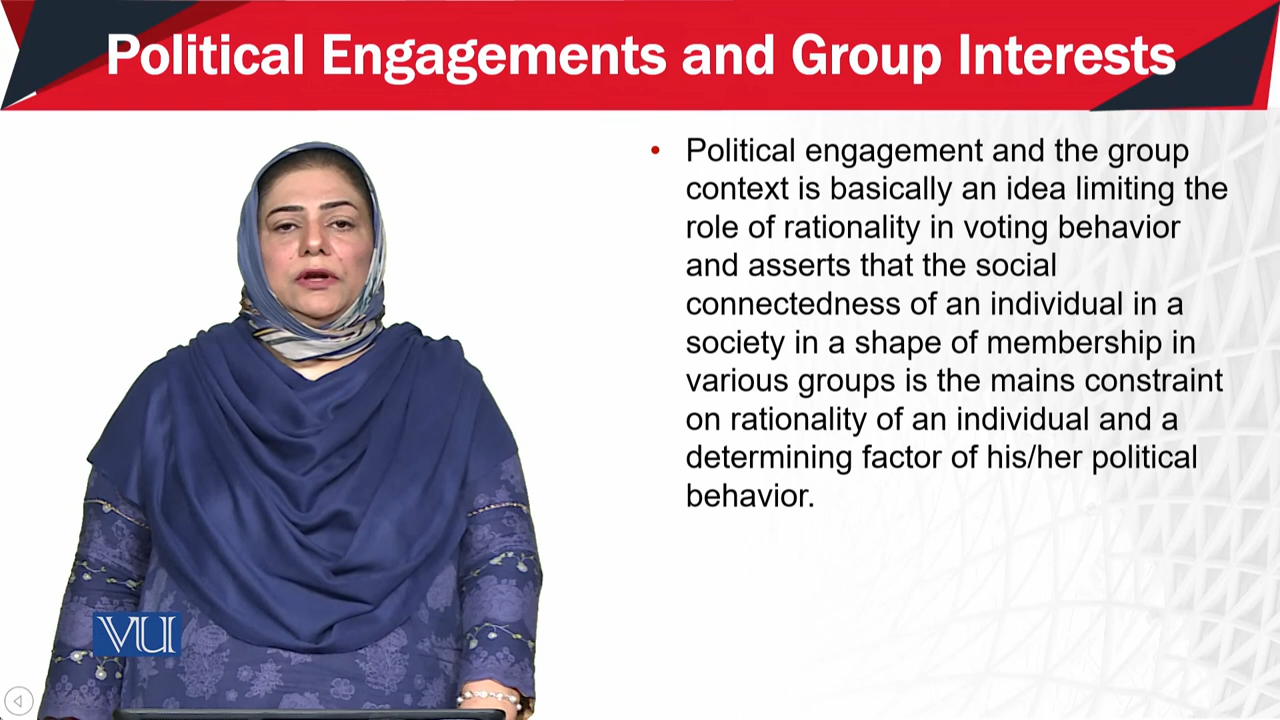 Political Engagements and Group Interests
• Political engagement and the group
context is basically an idea limiting the
role of rationality in voting behavior
and asserts that the social
connectedness of an individual in a
society in a shape of membership in
various groups is the mains constraint
on rationality of an individual and a
determining factor of his/her political
behavior.
VU